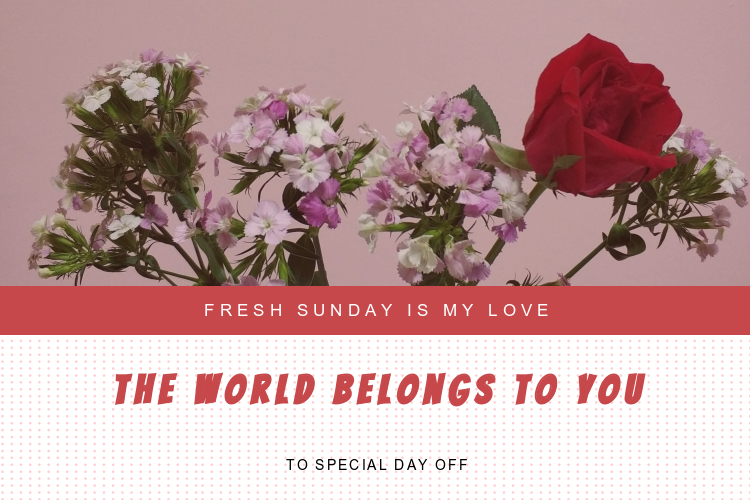 FRESH SUNDAY IS MY LOVE
THE WORLD BELONGS TO YOU
TO SPECIAL DAY OFF